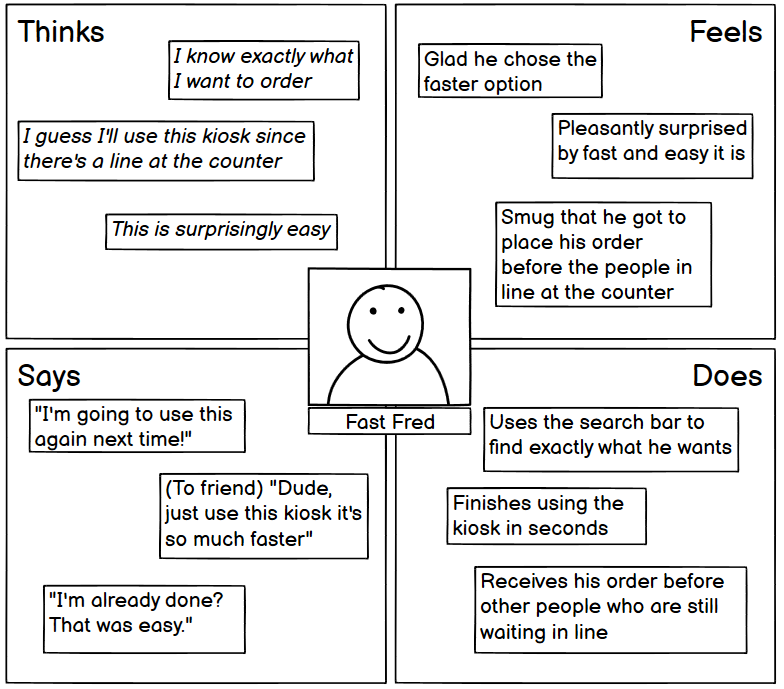 Thinks
I know exactly what
I want to order
I guess I'll use this kiosk since
there's a line at the counter
This is surprisingly easy
Feels
Glad he chose the
faster option
Pleasantly surprised
by fast and easy it is
Smug that he got to
place his order
before the people in
line at the counter
Fast Fred
Says
"I'm going to use this
again next time!"
(To friend) "Dude,
just use this kiosk it's
so much faster"
"I'm already done?
That was easy."
Does
Uses the search bar to
find exactly what he wants
Finishes using the
kiosk in seconds
Receives his order before
other people who are still
waiting in line